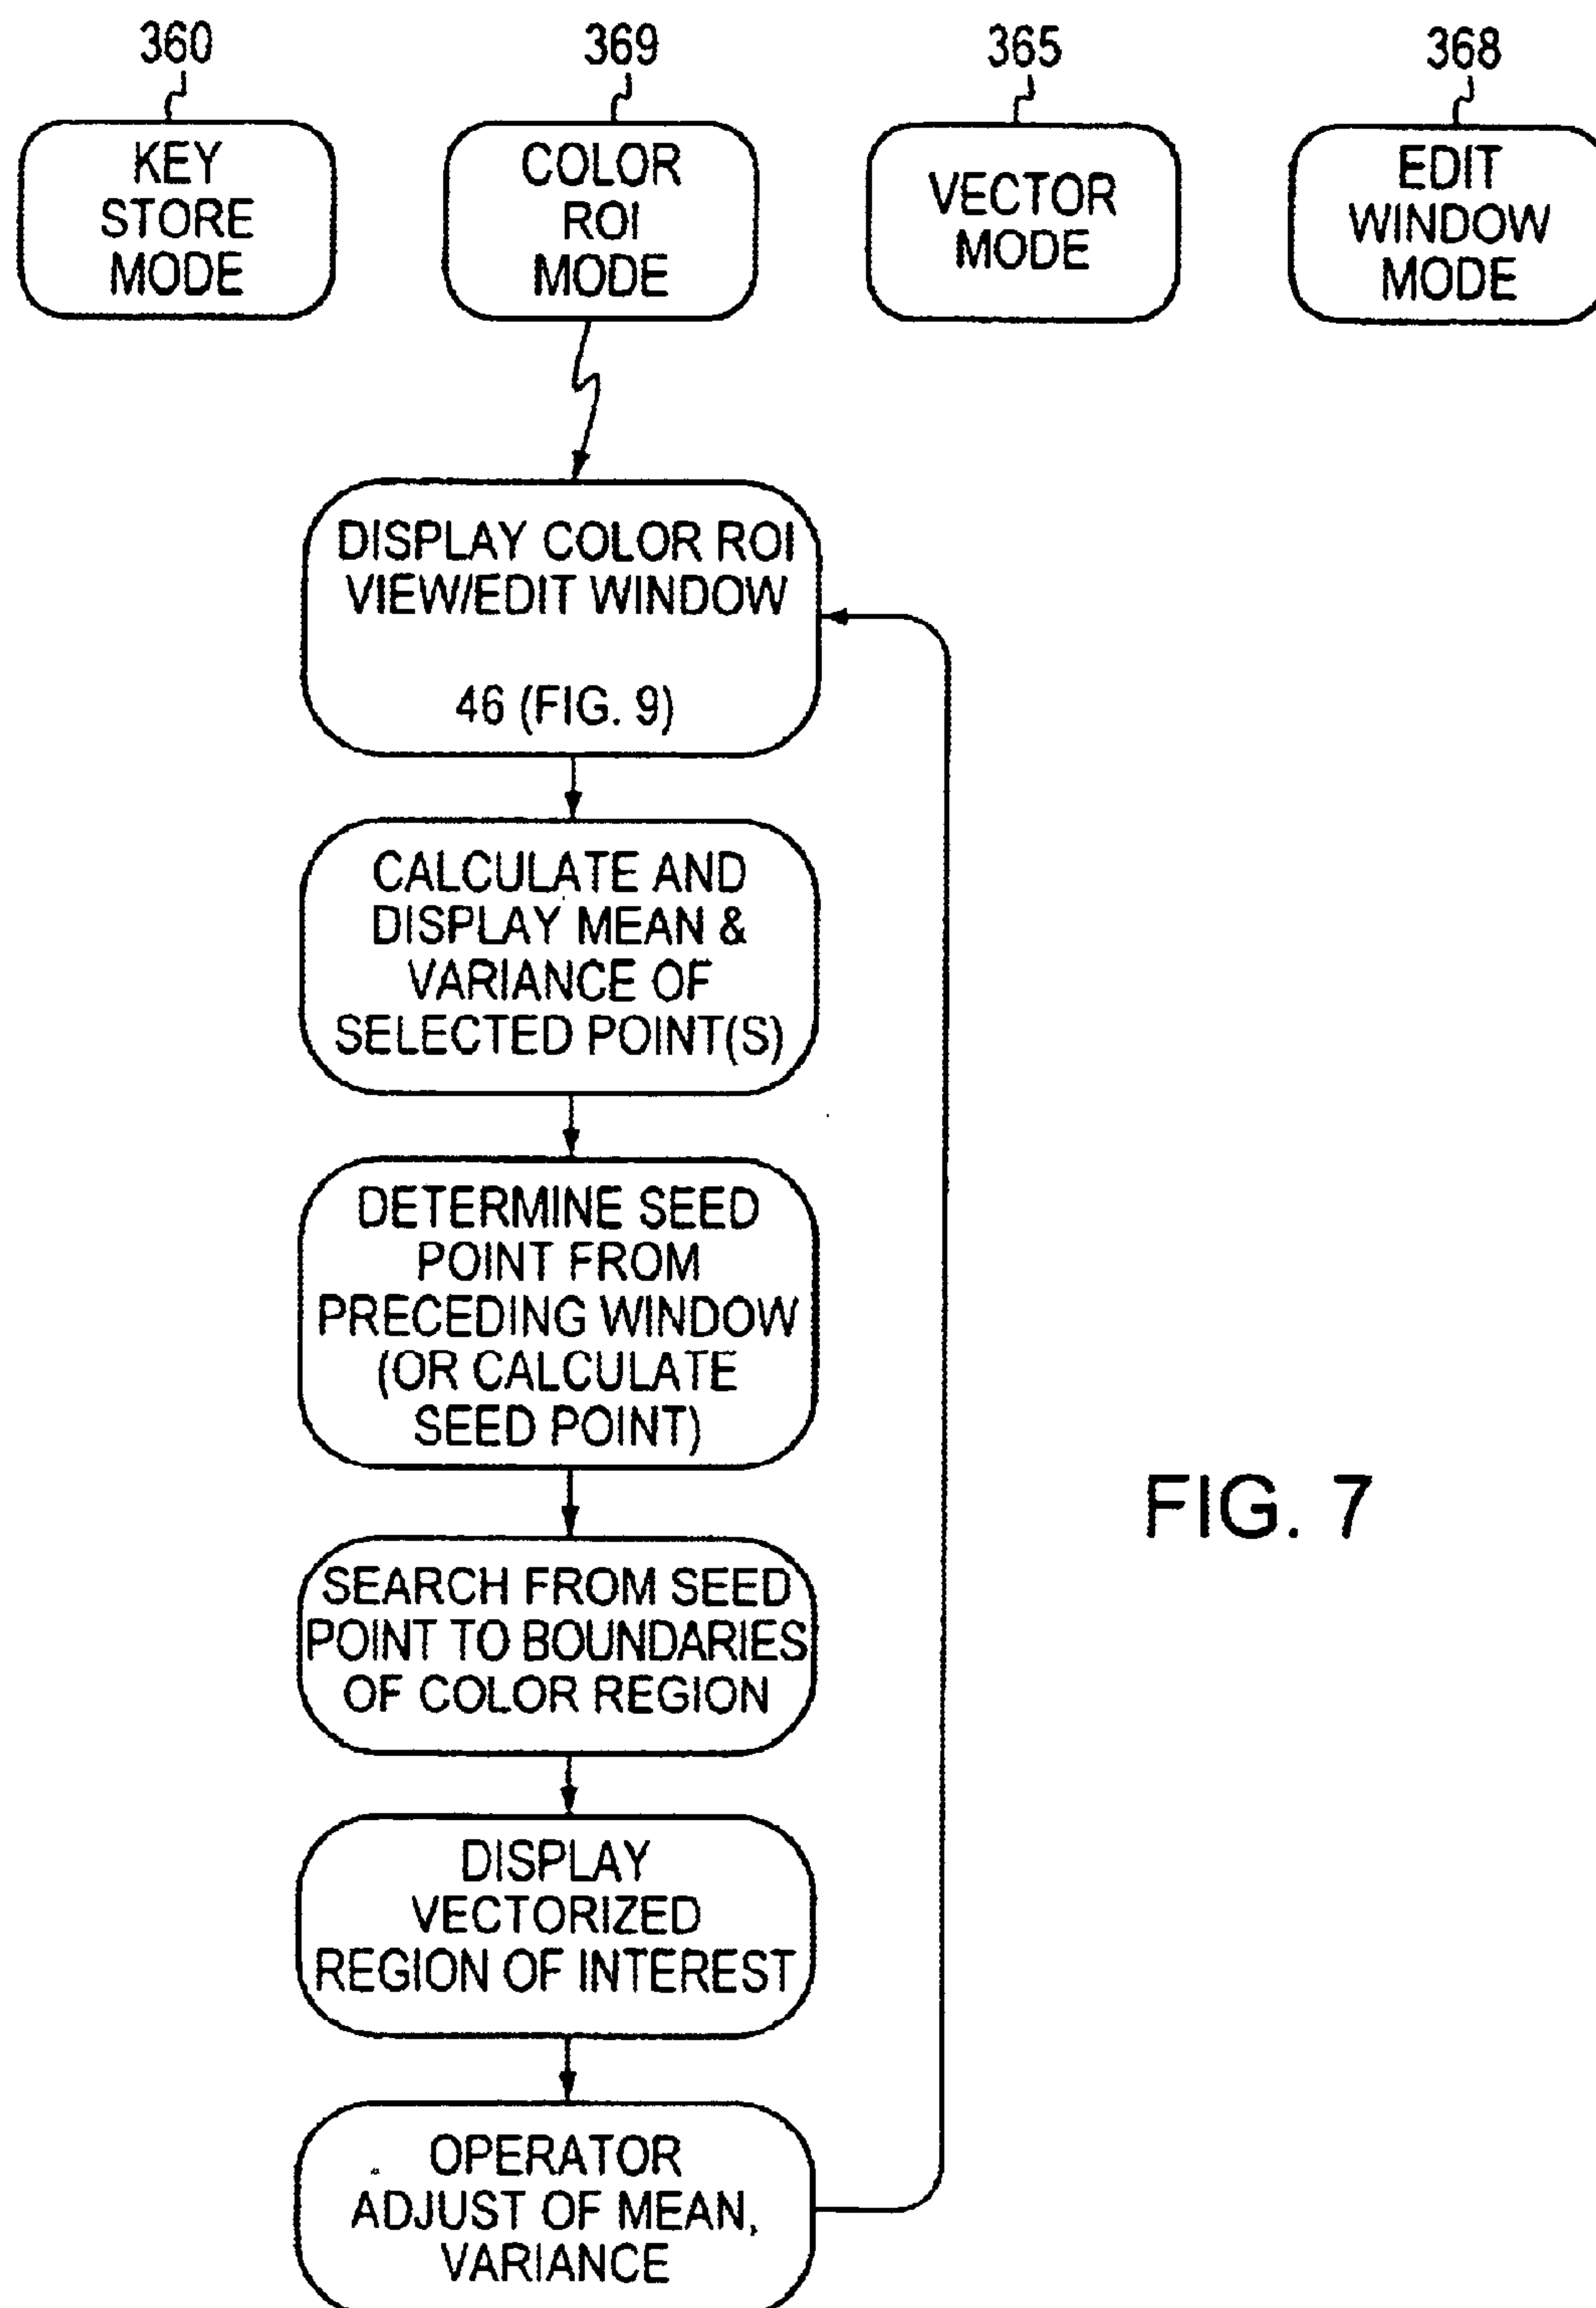 360
369
365
368
KEY
STORE
MODE
COLOR
ROI
MODE
VECTOR
MODE
EDIT
WINDOW
MODE
DISPLAY COLOR ROI
VIEW/EDIT WINDOW
46 (FIG. 9)
CALCULATE AND
DISPLAY MEAN &
VARIANCE OF
SELECTED POINT(S)
DETERMINE SEED
POINT FROM
PRECEDING WINDOW
(OR CALCULATE
SEED POINT)
SEARCH FROM SEED
POINT TO BOUNDARIES
OF COLOR REGION
DISPLAY
VECTORIZED
REGION OF INTEREST
OPERATOR
ADJUST OF MEAN,
VARIANCE
FIG. 7